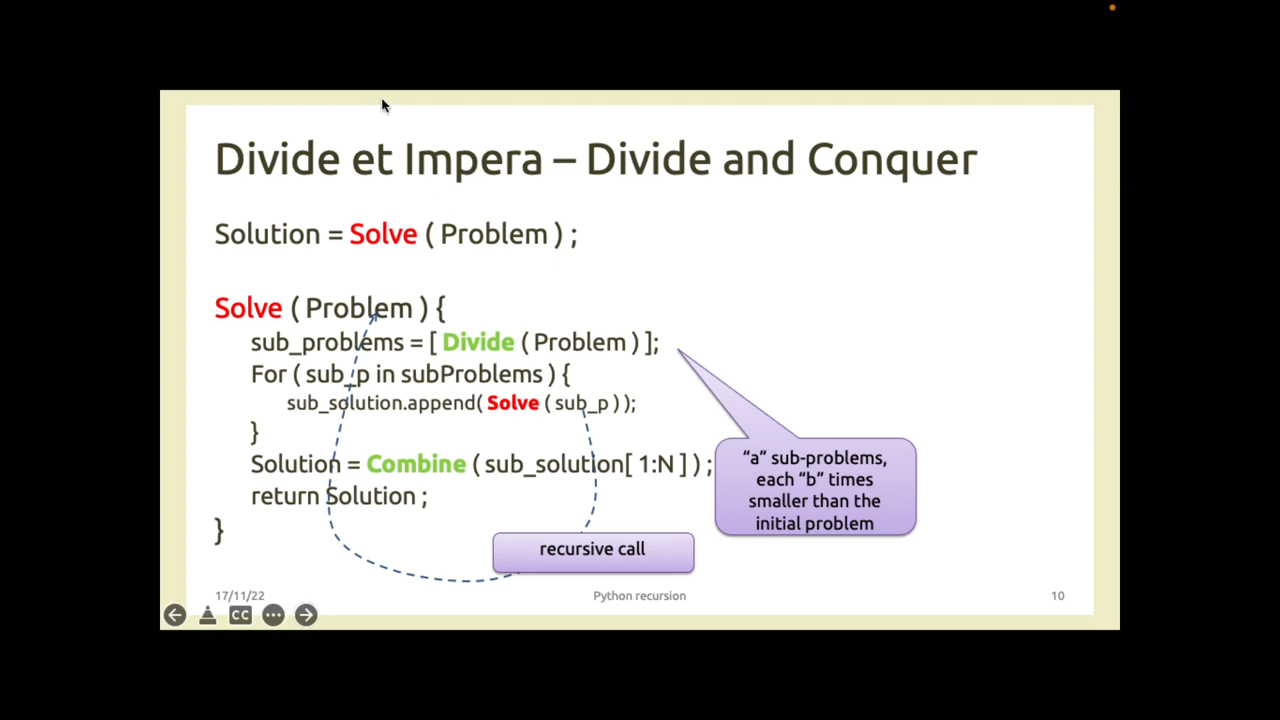 Divide et Impera – Divide and Conquer
Solution = Solve ( Problem ) ;
Solve ( Problem ) {
sub_problems = [ Divide ( Problem ) ];
For ( sub_p in subProblems ) {
sub_solution.append( Solve ( sub_p ) );
}
Solution = Combine ( sub_solution[ 1:N ] ) ;
return Solution ;
}
“a” sub-problems,
each “b” times
smaller than the
initial problem
recursive call
17/11/22
Python recursion
10
CC